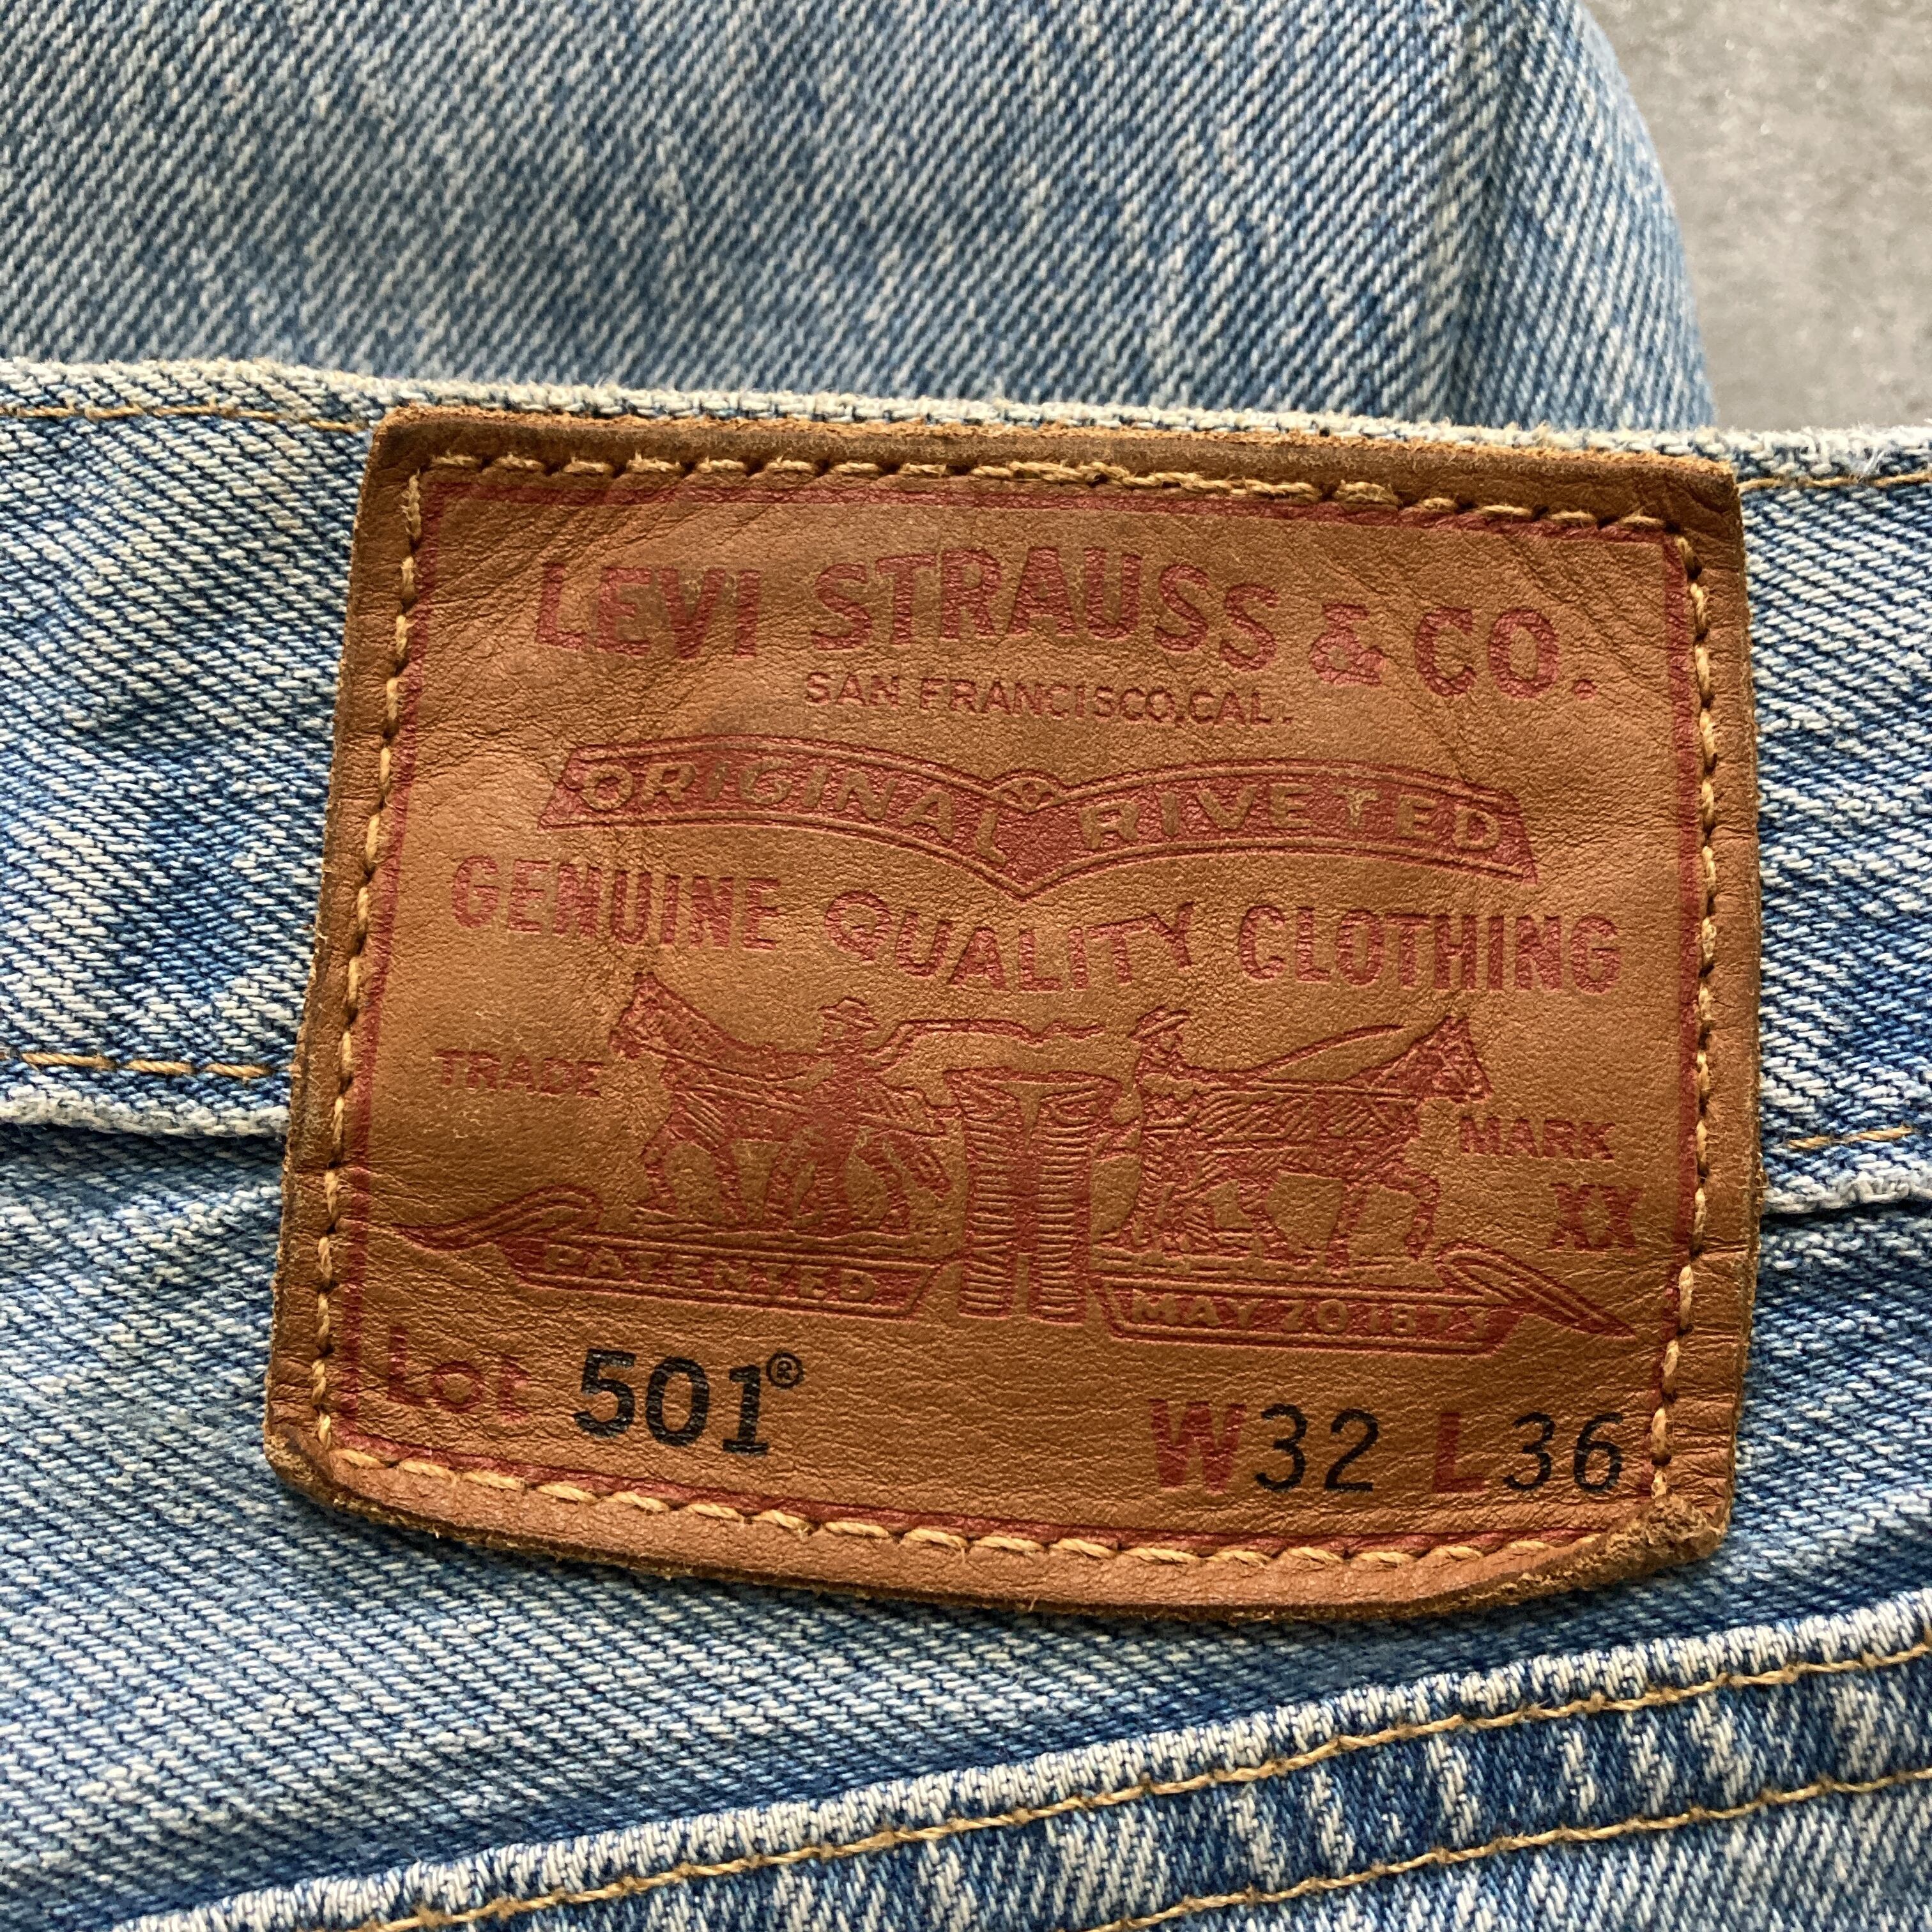 LEVI STRAUSS & CO.
SAN FRANCISCO, CAL.
ORIGINAL RIVETED
GENUINE QUALITY CLOTHING
TRADE MARK
XX
PATENTED MAY 20 1873
Lot 501® W32 L36